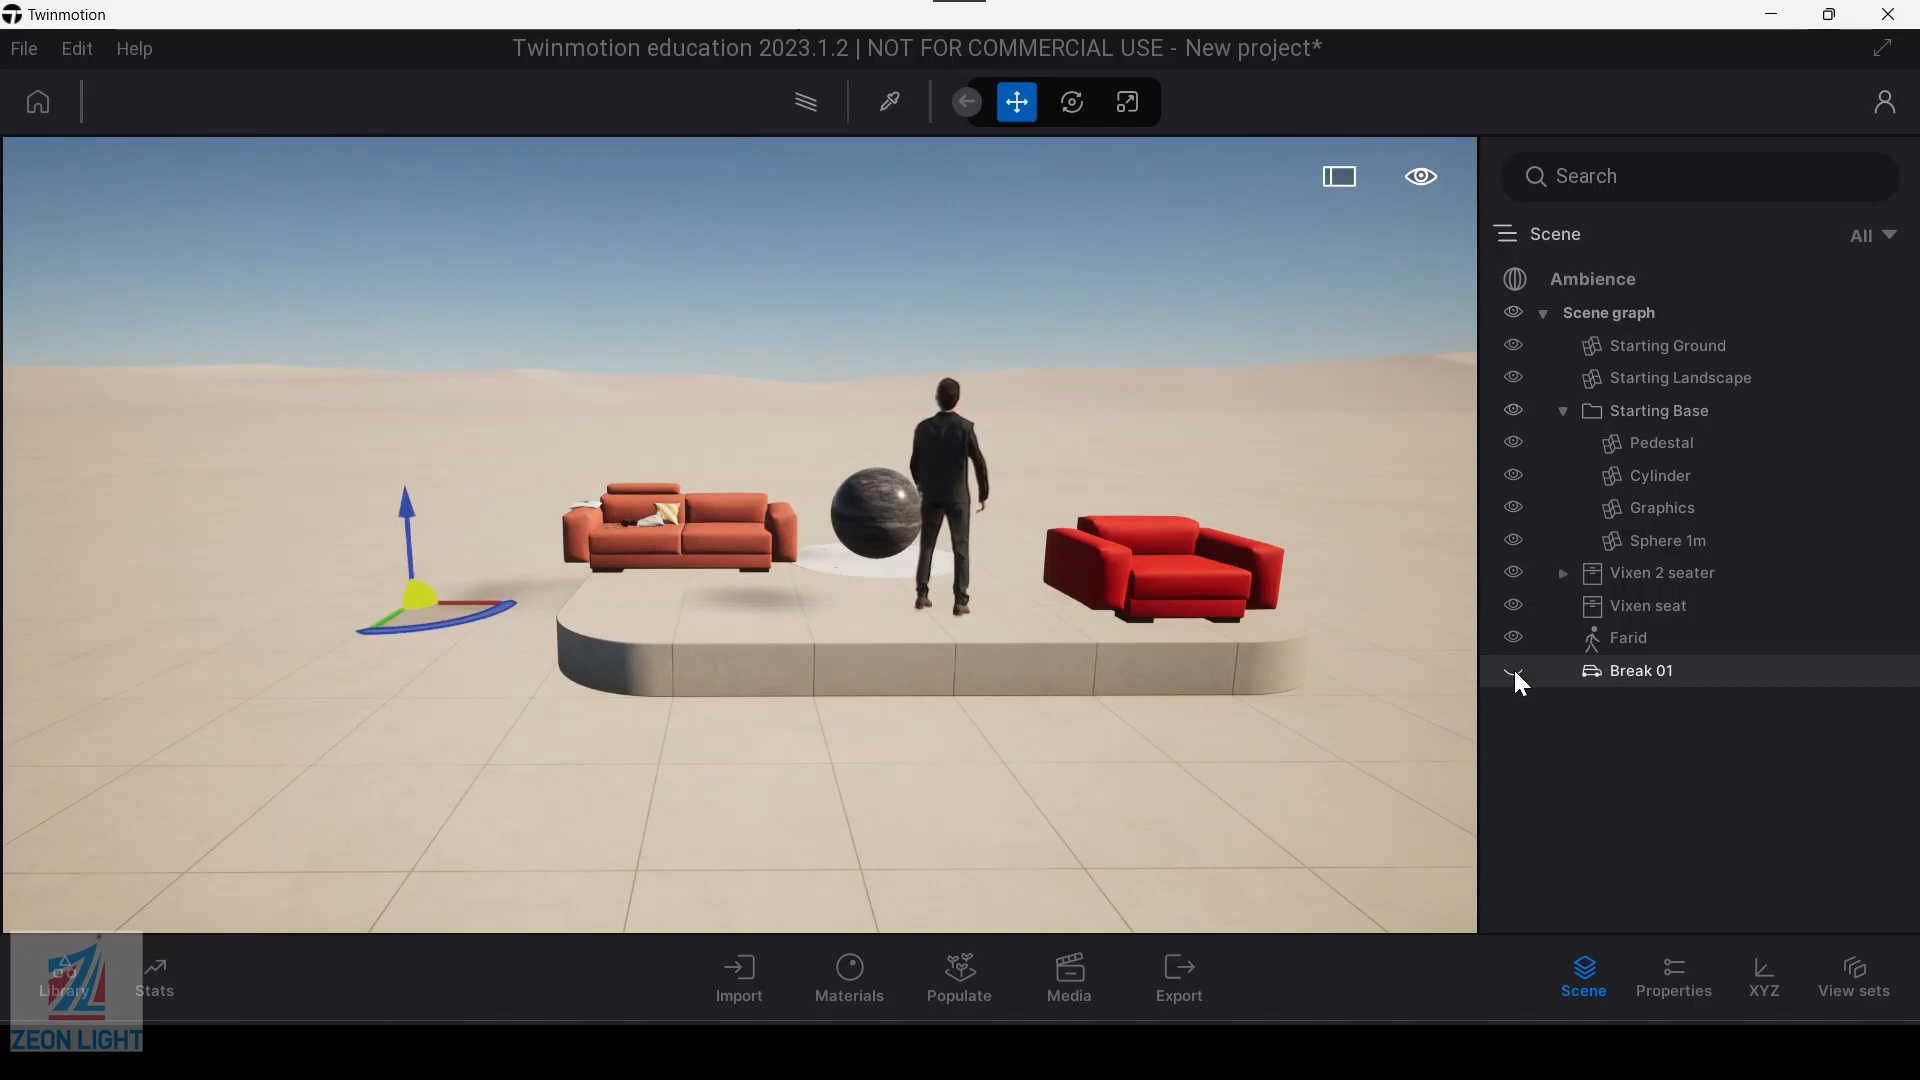 Twinmotion
File Edit Help
Twinmotion education 2023.1.2 | NOT FOR COMMERCIAL USE - New project*
Search
Scene
All
Ambience
Scene graph
Starting Ground
Starting Landscape
Starting Base
Pedestal
Cylinder
Graphics
Sphere 1m
Vixen 2 seater
Vixen seat
Farid
Break 01
Library
Stats
Import
Materials
Populate
Media
Export
Scene
Properties
XYZ
View sets
ZEON LIGHT